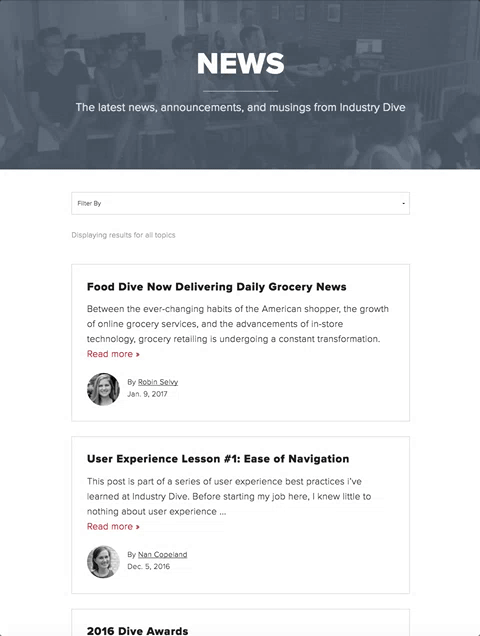 NEWS
The latest news, announcements, and musings from Industry Dive
Filter By
Displaying results for all topics
Food Dive Now Delivering Daily Grocery News
Between the ever-changing habits of the American shopper, the growth
of online grocery services, and the advancements of in-store
technology, grocery retailing is undergoing a constant transformation.
Read more »
By Robin Selvy
Jan. 9, 2017
User Experience Lesson #1: Ease of Navigation
This post is part of a series of user experience best practices i've
learned at Industry Dive. Before starting my job here, I knew little to
nothing about user experience ...
Read more »
By Nan Copeland
Dec. 5, 2016
2016 Dive Awards